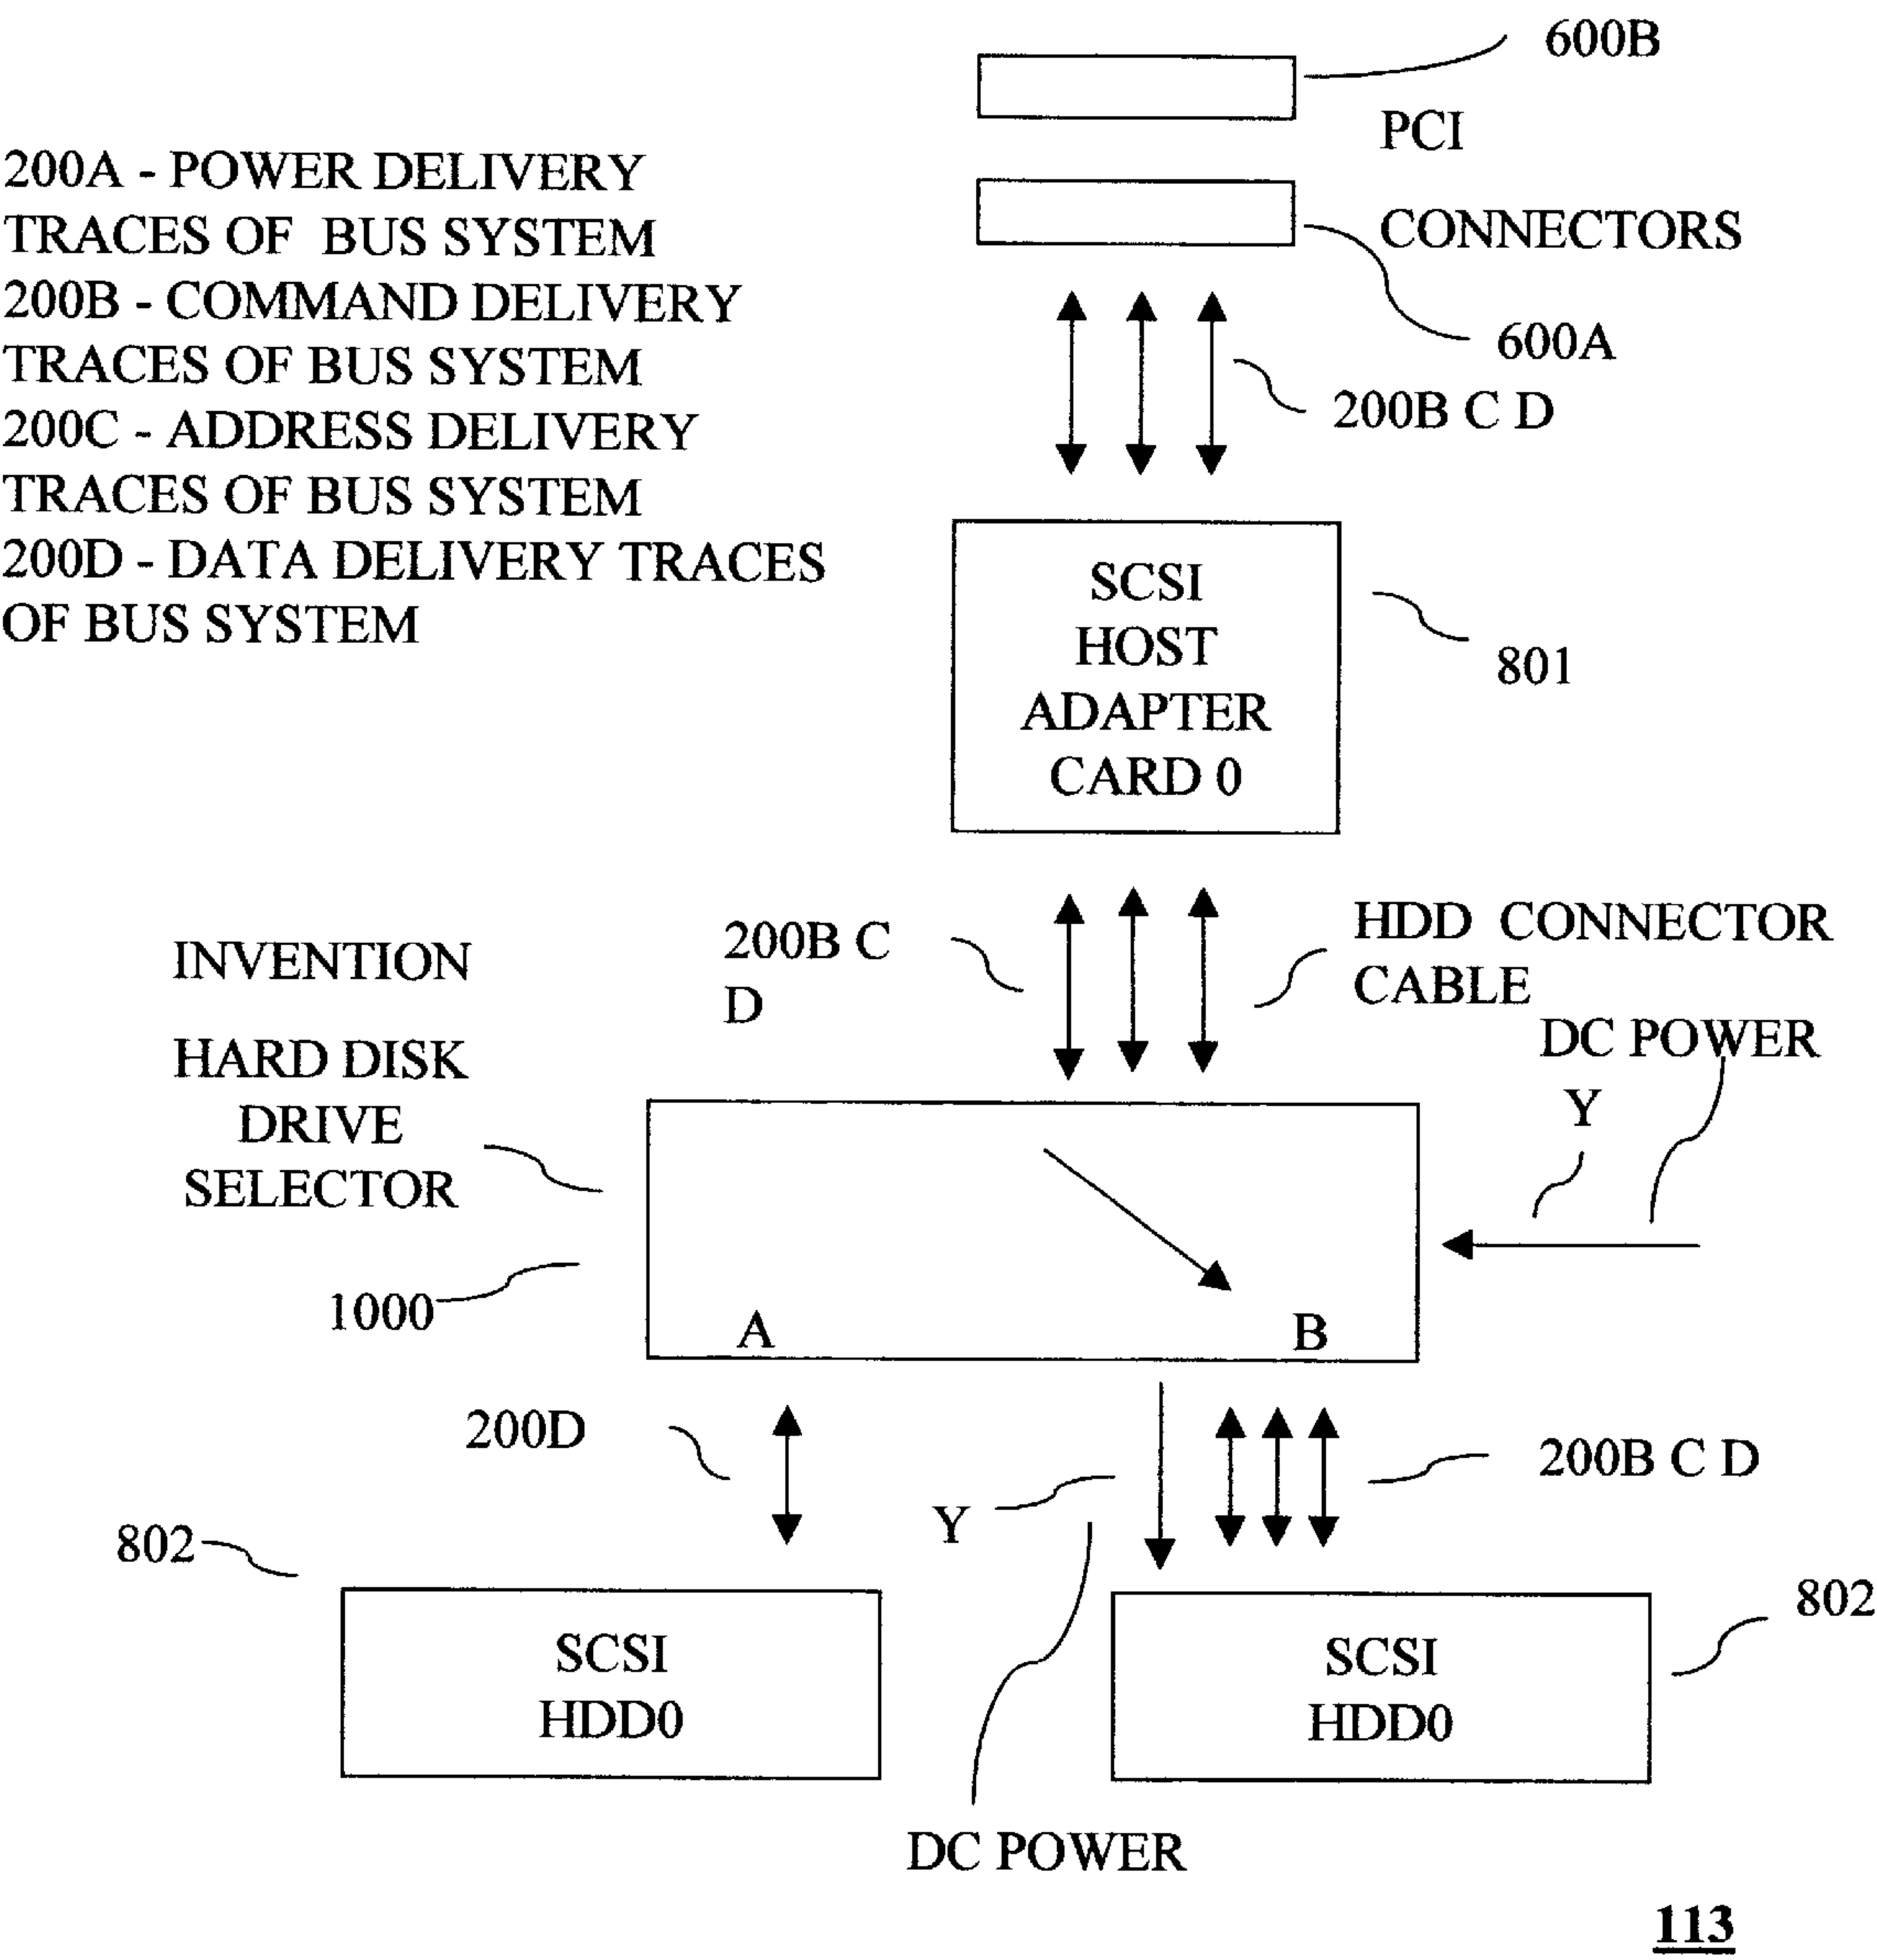 600B
PCI
200A - POWER DELIVERY
TRACES OF BUS SYSTEM
CONNECTORS
200B - COMMAND DELIVERY
TRACES OF BUS SYSTEM
600A
200C - ADDRESS DELIVERY
200B C D
TRACES OF BUS SYSTEM
200D - DATA DELIVERY TRACES
OF BUS SYSTEM
SCSI
HOST
ADAPTER
CARD 0
801
200B C
D
HDD CONNECTOR
CABLE
INVENTION
DC POWER
HARD DISK
DRIVE
SELECTOR
Y
1000
A
B
200D
200B C D
Y
802
802
SCSI
HDD0
SCSI
HDD0
DC POWER
113